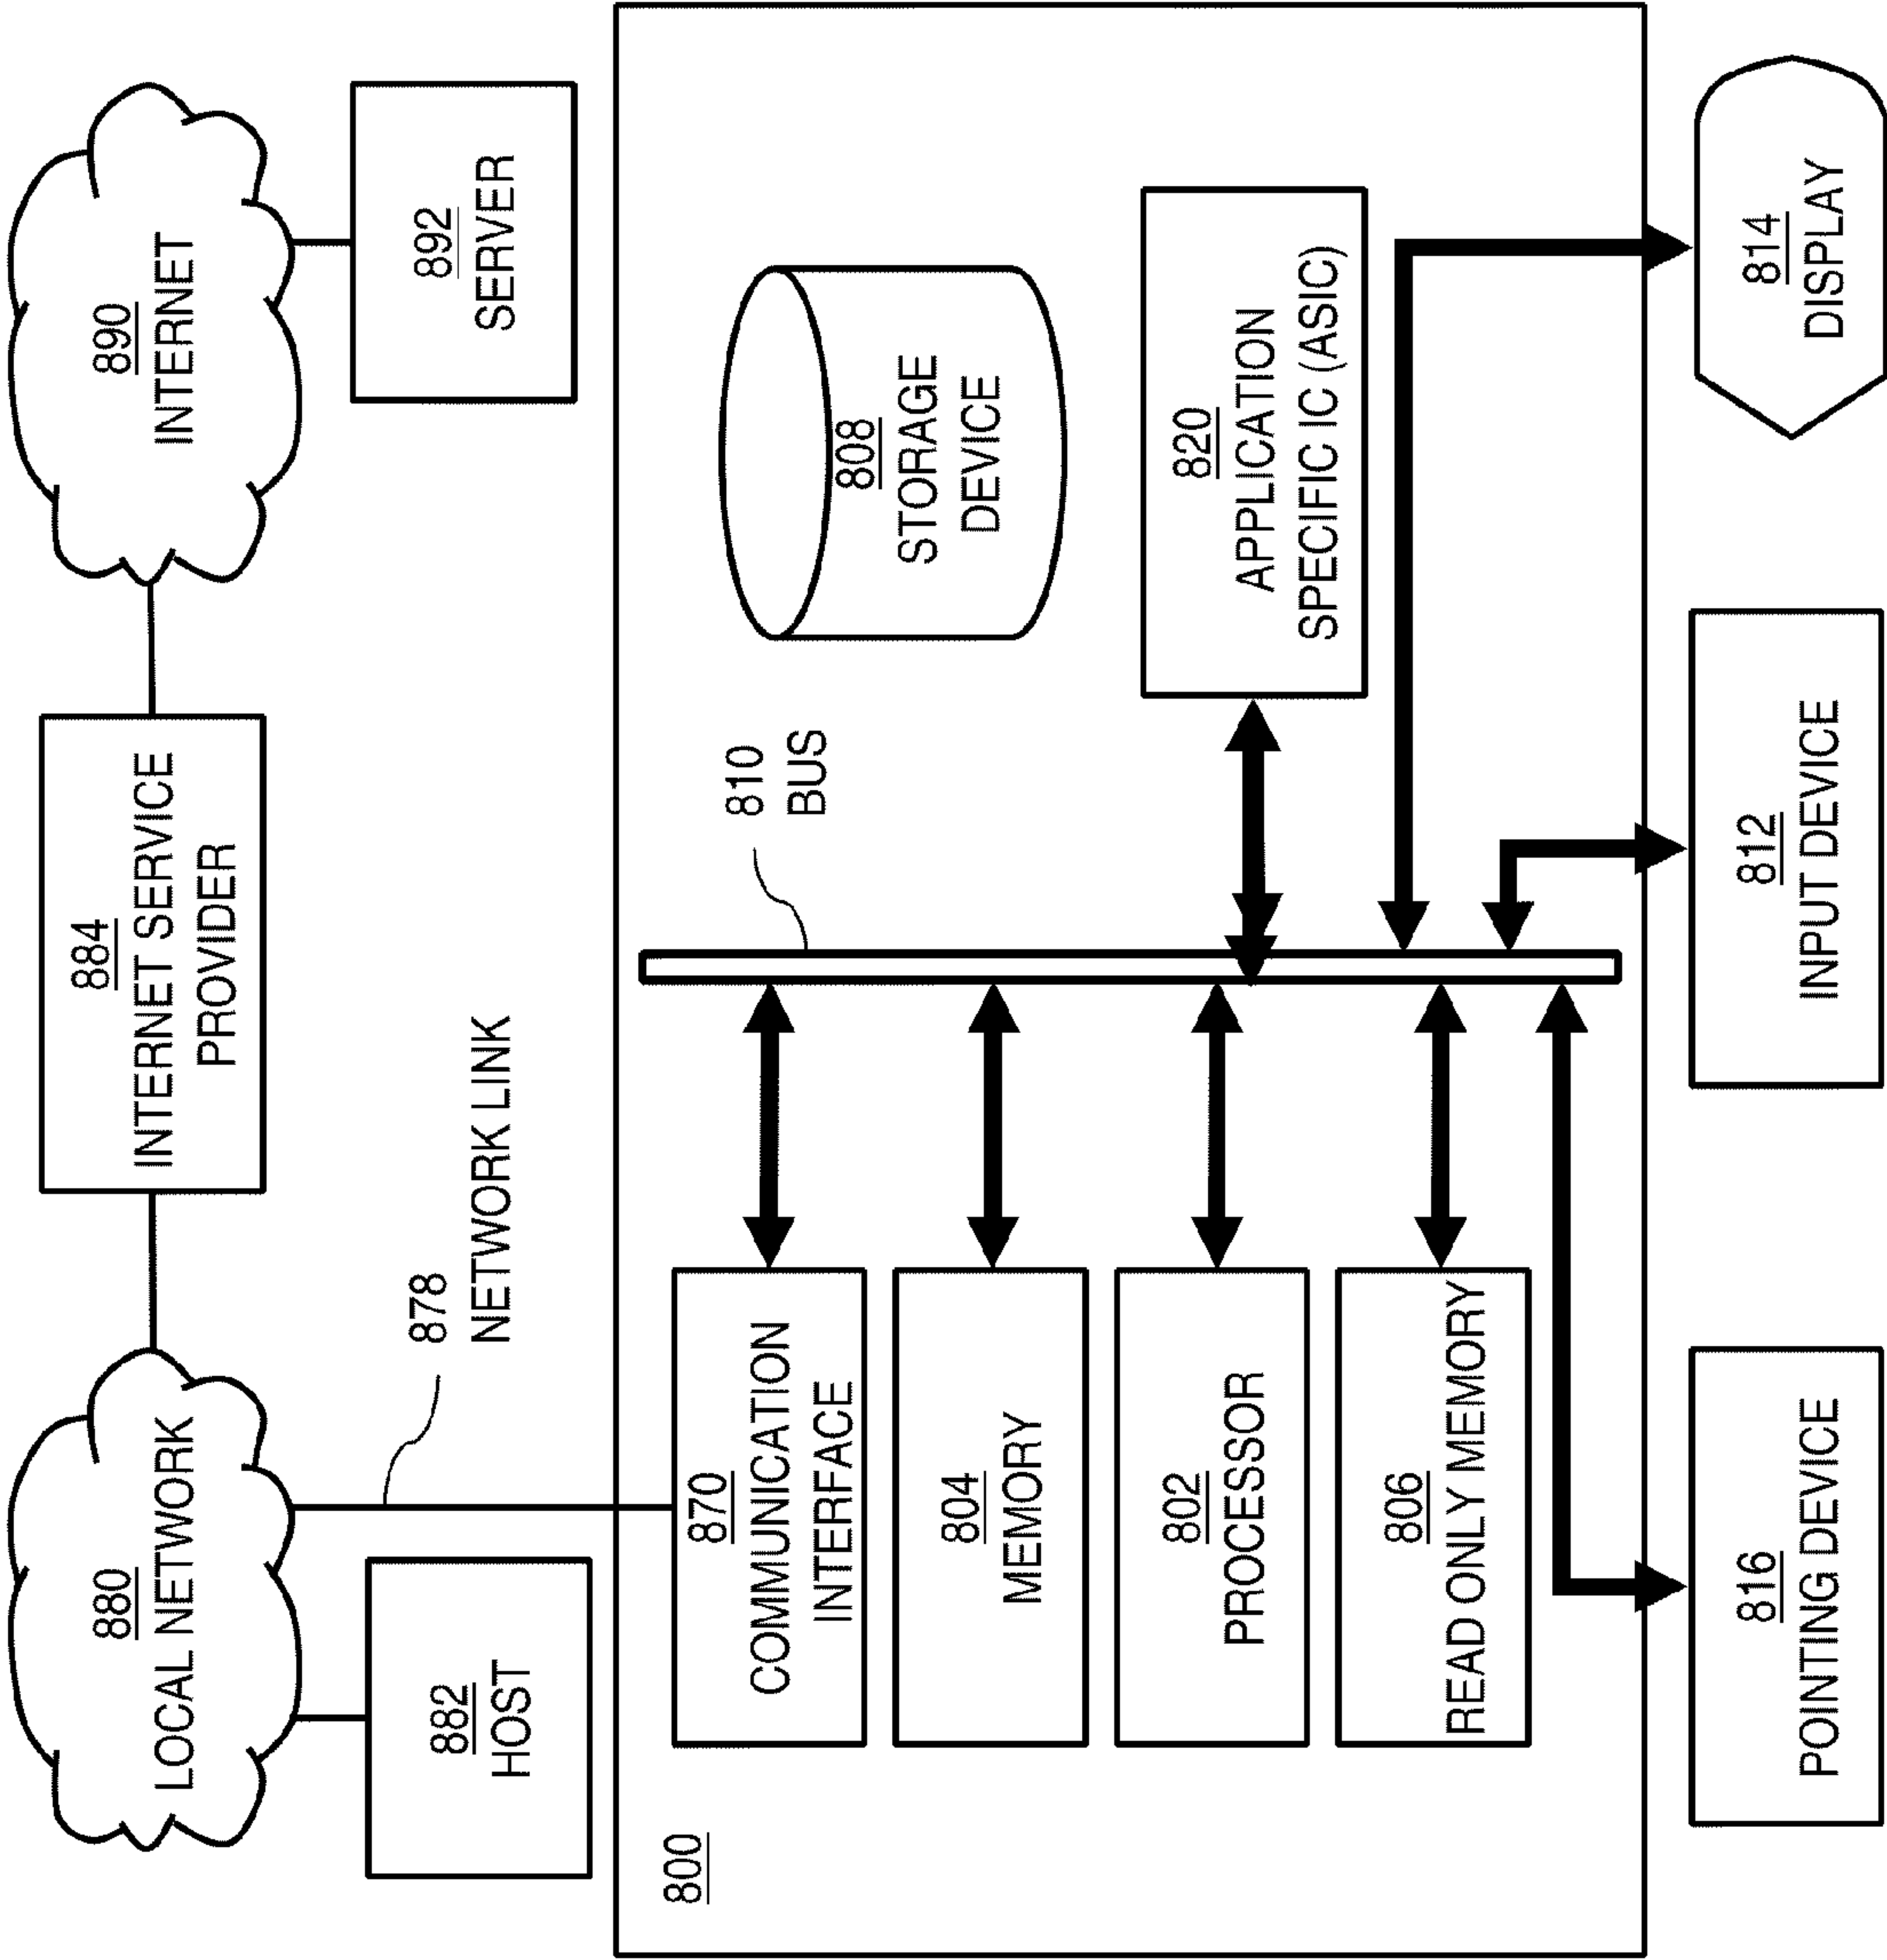 880
LOCAL NETWORK
884
INTERNET SERVICE
PROVIDER
890
INTERNET
882
HOST
878
NETWORK LINK
892
SERVER
800
870
COMMUNICATION
INTERFACE
804
MEMORY
802
PROCESSOR
806
READ ONLY MEMORY
810
BUS
808
STORAGE
DEVICE
820
APPLICATION
SPECIFIC IC (ASIC)
816
POINTING DEVICE
812
INPUT DEVICE
814
DISPLAY